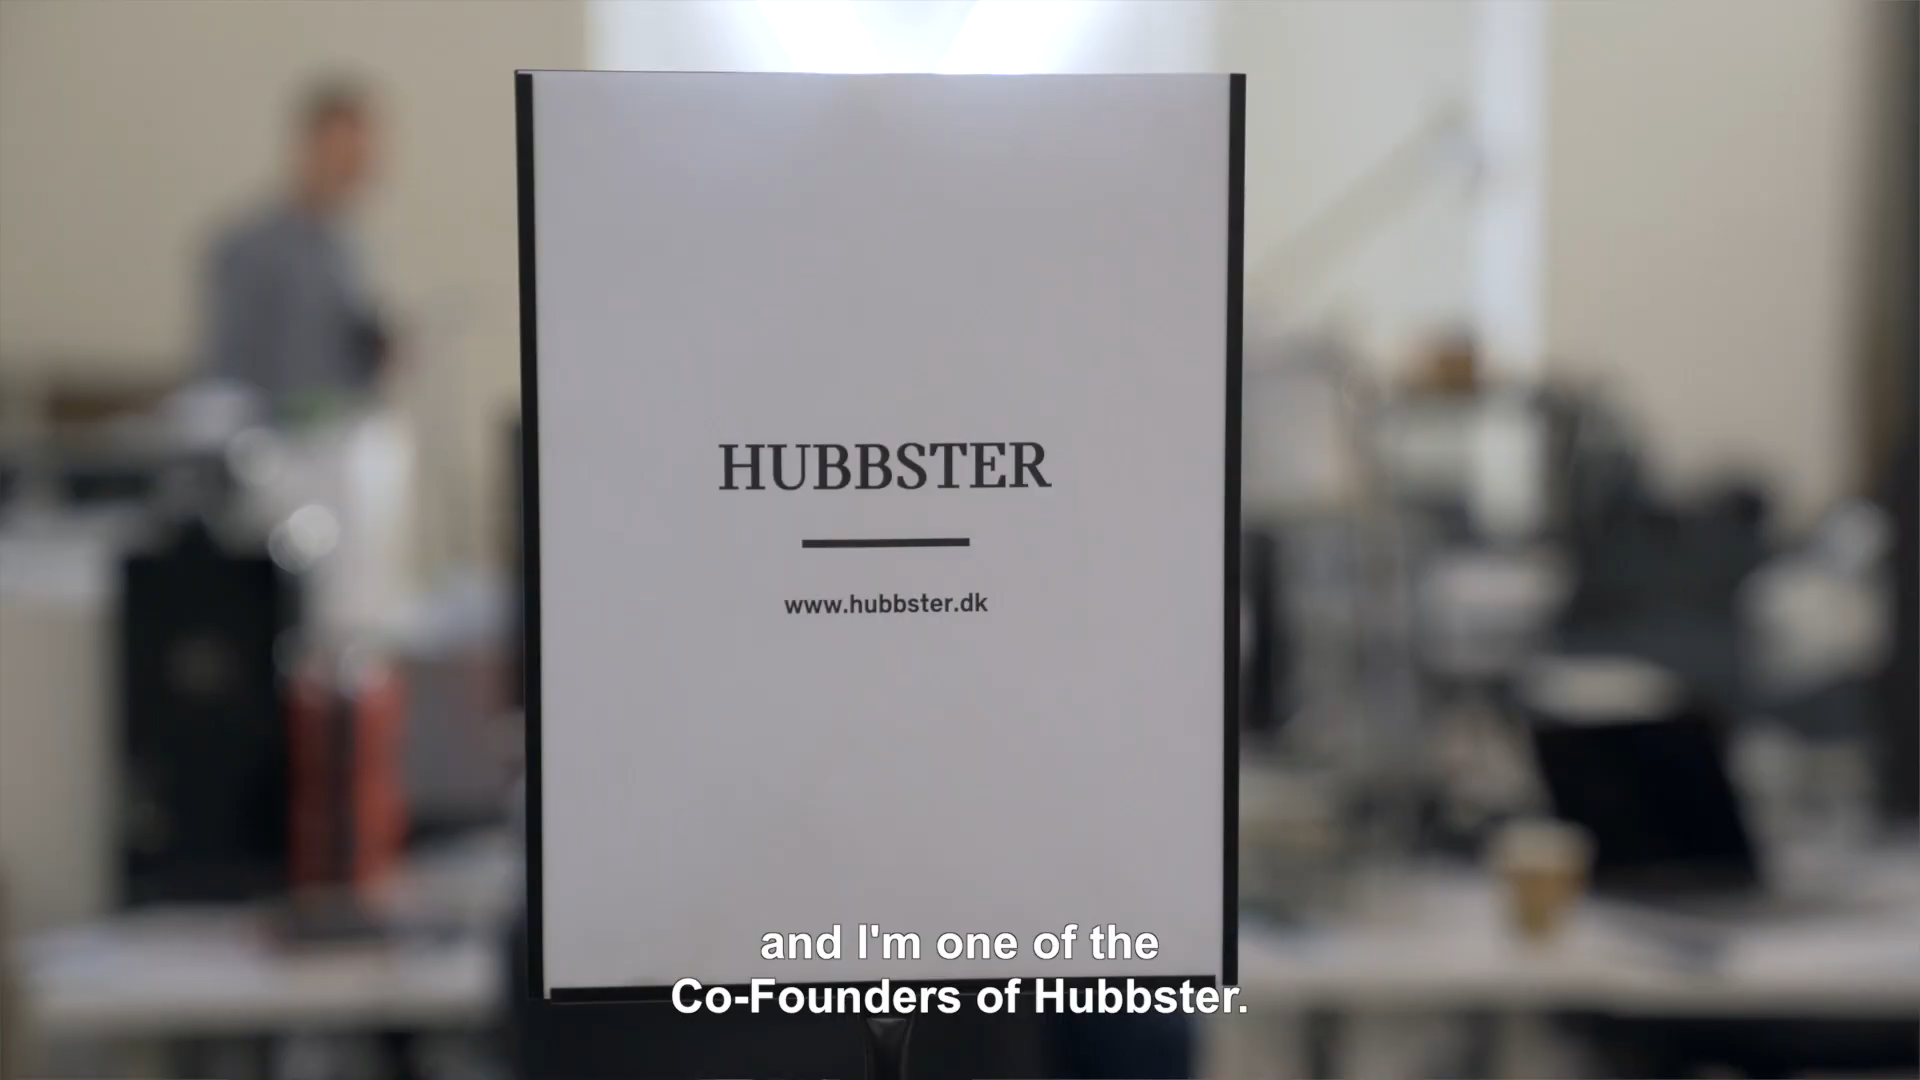 HUBBSTER
www.hubbster.dk
and I'm one of the
Co-Founders of Hubbster.